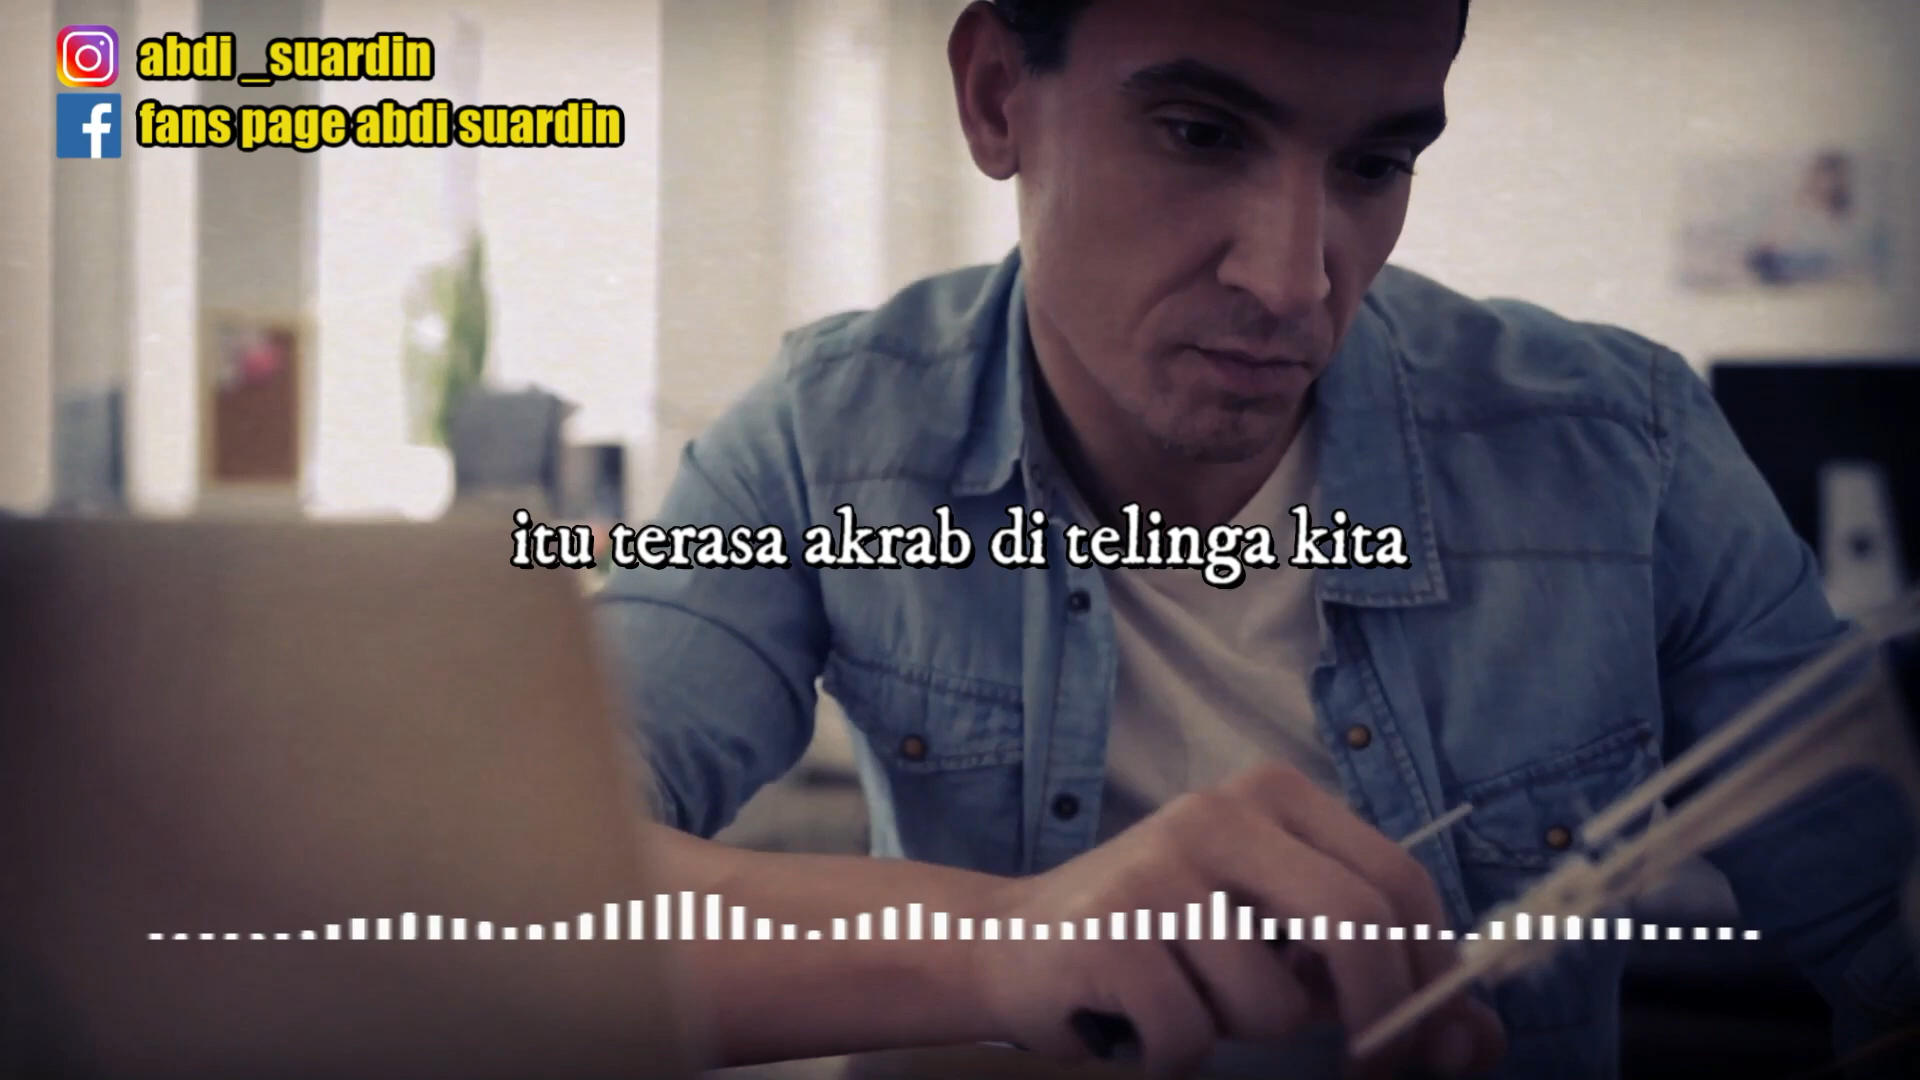 abdi_suardin
fans page abdi suardin
itu terasa akrab di telinga kita